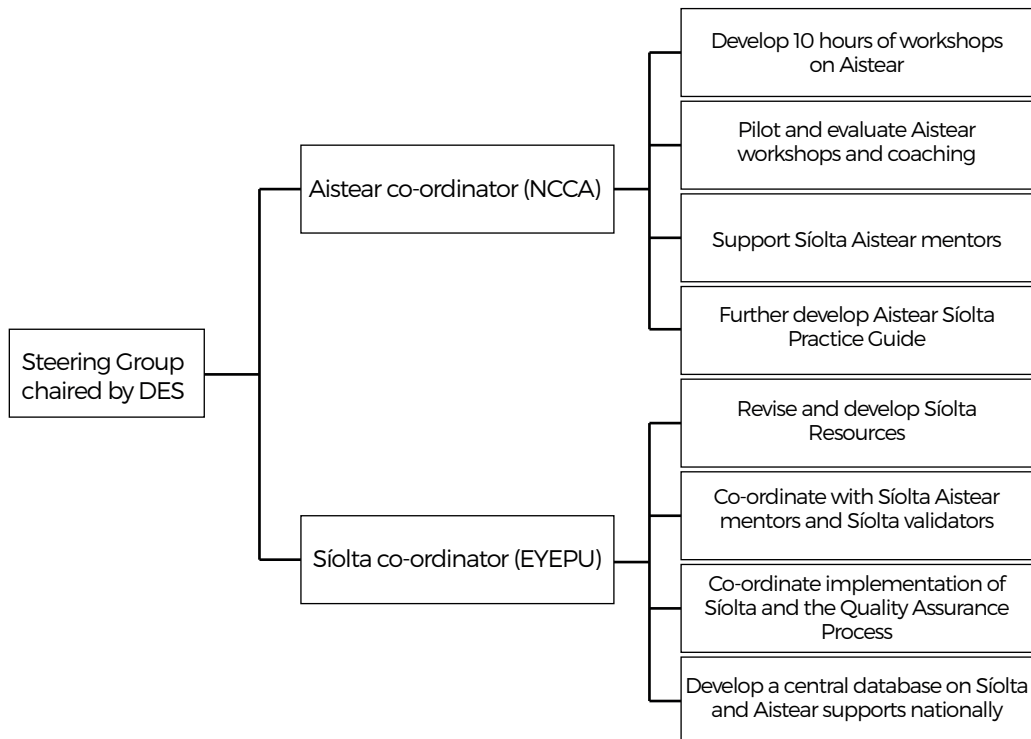 Steering Group
chaired by DES
Aistear co-ordinator (NCCA)
Develop 10 hours of workshops
on Aistear
Pilot and evaluate Aistear
workshops and coaching
Support Síolta Aistear mentors
Further develop Aistear Síolta
Practice Guide
Síolta co-ordinator (EYEPU)
Revise and develop Síolta
Resources
Co-ordinate with Síolta Aistear
mentors and Síolta validators
Co-ordinate implementation of
Síolta and the Quality Assurance
Process
Develop a central database on Síolta
and Aistear supports nationally